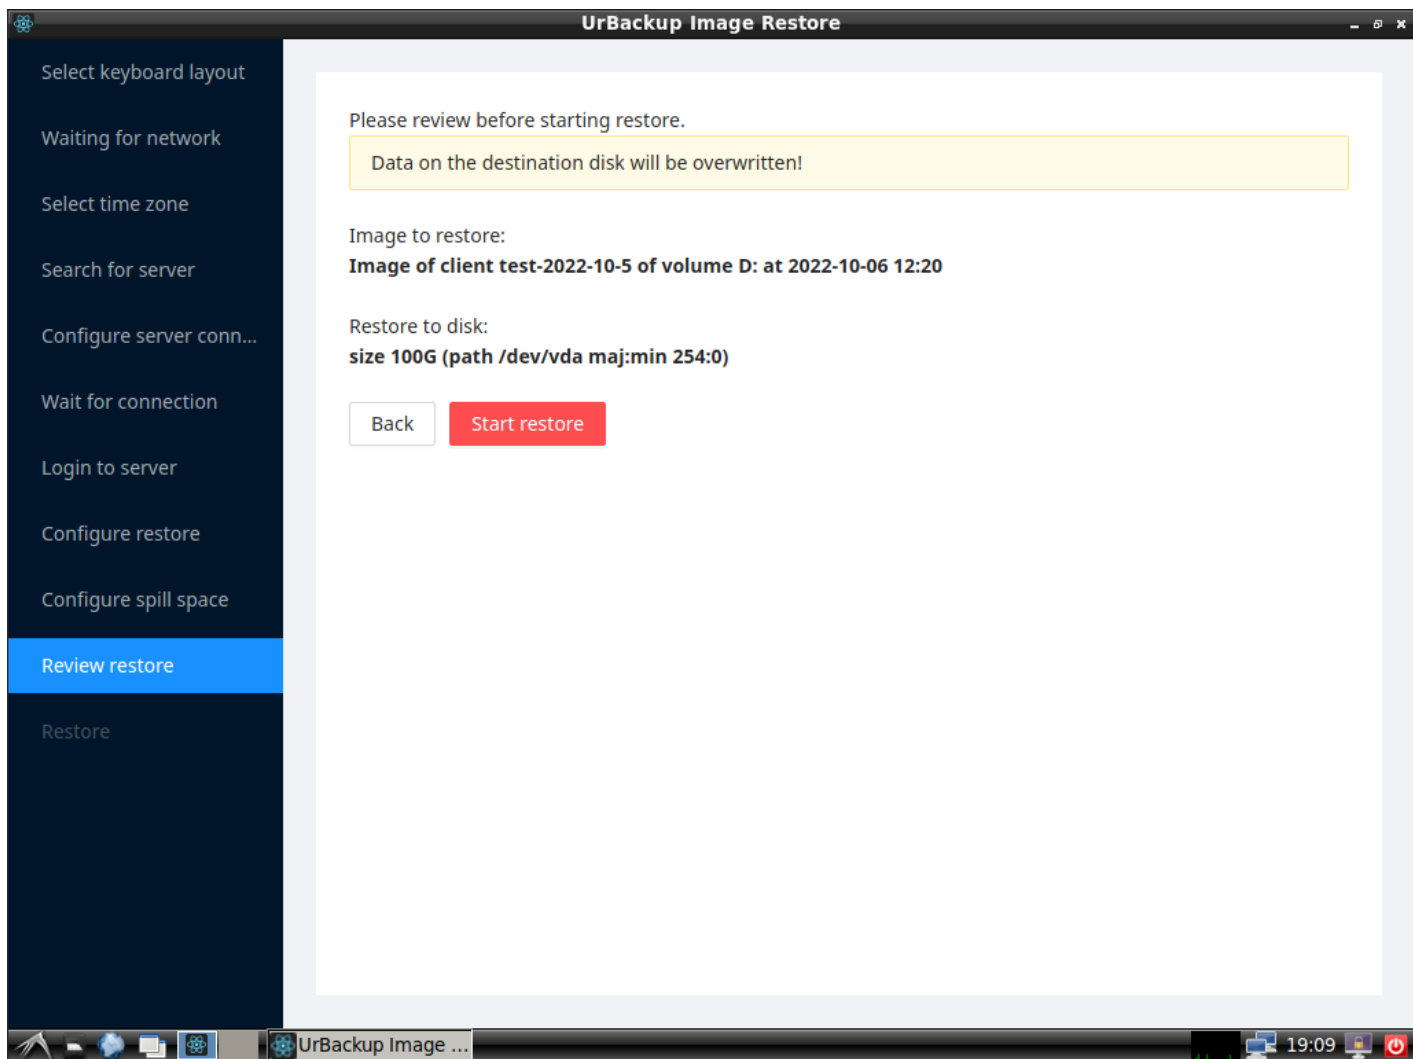 UrBackup Image Restore
Select keyboard layout
Waiting for network
Select time zone
Search for server
Configure server conn...
Wait for connection
Login to server
Configure restore
Configure spill space
Review restore
Restore
Please review before starting restore.
Data on the destination disk will be overwritten!
Image to restore:
Image of client test-2022-10-5 of volume D: at 2022-10-06 12:20
Restore to disk:
size 100G (path /dev/vda maj:min 254:0)
Back
Start restore
UrBackup Image ...
19:09